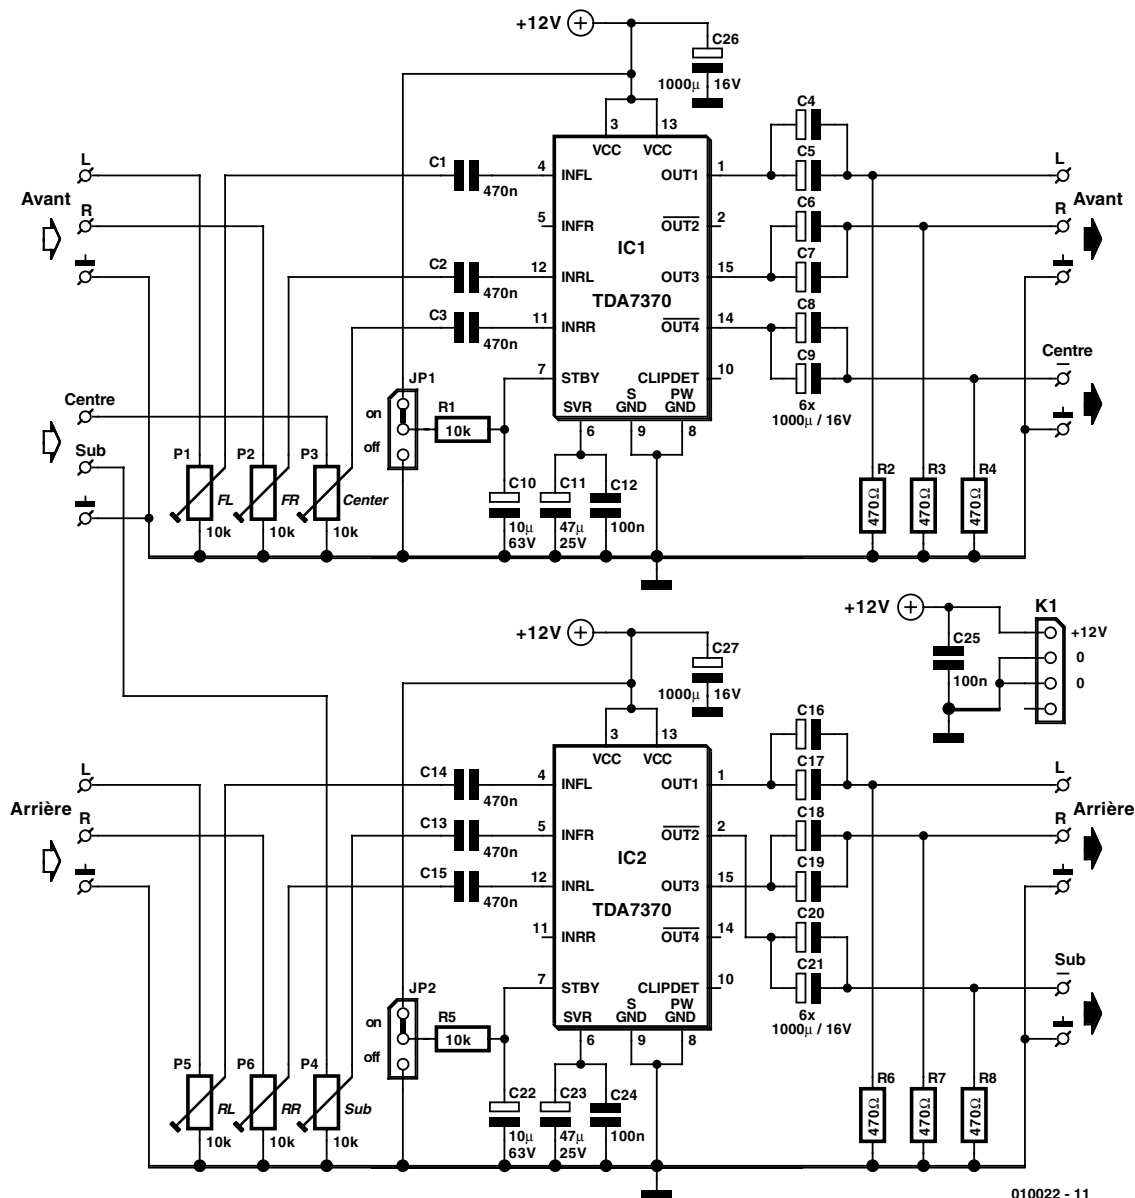 +12V
C26
1000µ 16V
3 13
VCC VCC
C4
C5
C6
C7
C8
C9
6x
1000µ / 16V
L
Avant
R
Centre
Sub
C1
470n
C2
470n
C3
470n
4 INFL
5 INFR
12 INRL
11 INRR
7 STBY
OUT1 1
OUT2 2
OUT3 15
OUT4 14
CLIPDET 10
IC1
TDA7370
SVR
S GND
PW GND
6 9 8
L
R
Avant
Centre
–
JP1
on
off
R1
10k
P1
FL
10k
P2
FR
10k
P3
Center
10k
C10
10µ
63V
C11
47µ
25V
C12
100n
R2
470Ω
R3
470Ω
R4
470Ω
+12V
C27
1000µ 16V
+12V
C25
100n
K1
+12V
0
0
3 13
VCC VCC
C16
C17
C18
C19
C20
C21
6x
1000µ / 16V
L
Arrière
R
C14
470n
C13
470n
C15
470n
4 INFL
5 INFR
12 INRL
11 INRR
7 STBY
OUT1 1
OUT2 2
OUT3 15
OUT4 14
CLIPDET 10
IC2
TDA7370
SVR
S GND
PW GND
6 9 8
L
R
Arrière
Sub
–
JP2
on
off
R5
10k
P5
RL
10k
P6
RR
10k
P4
Sub
10k
C22
10µ
63V
C23
47µ
25V
C24
100n
R6
470Ω
R7
470Ω
R8
470Ω
010022 - 11